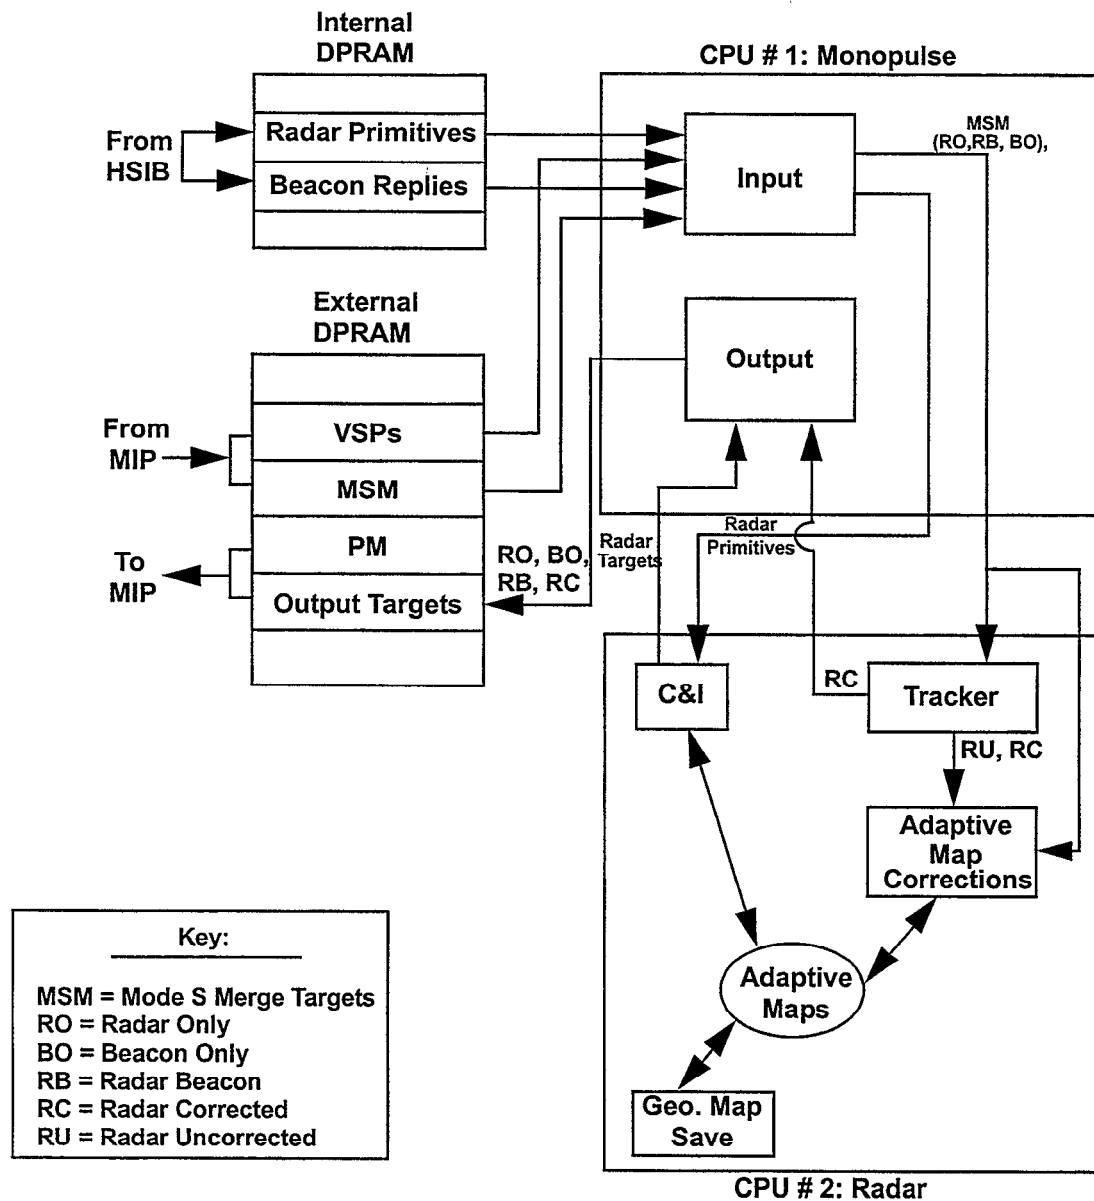 Internal
DPRAM
CPU # 1: Monopulse
From
HSIB
Radar Primitives
Beacon Replies
Input
MSM
(RO,RB, BO),
External
DPRAM
Output
From
MIP
VSPs
MSM
To
MIP
PM
Output Targets
RO, BO,
RB, RC
Radar
Targets
Radar
Primitives
C&I
RC
Tracker
RU, RC
Adaptive
Map
Corrections
Adaptive
Maps
Geo. Map
Save
CPU # 2: Radar
Key:
MSM = Mode S Merge Targets
RO = Radar Only
BO = Beacon Only
RB = Radar Beacon
RC = Radar Corrected
RU = Radar Uncorrected